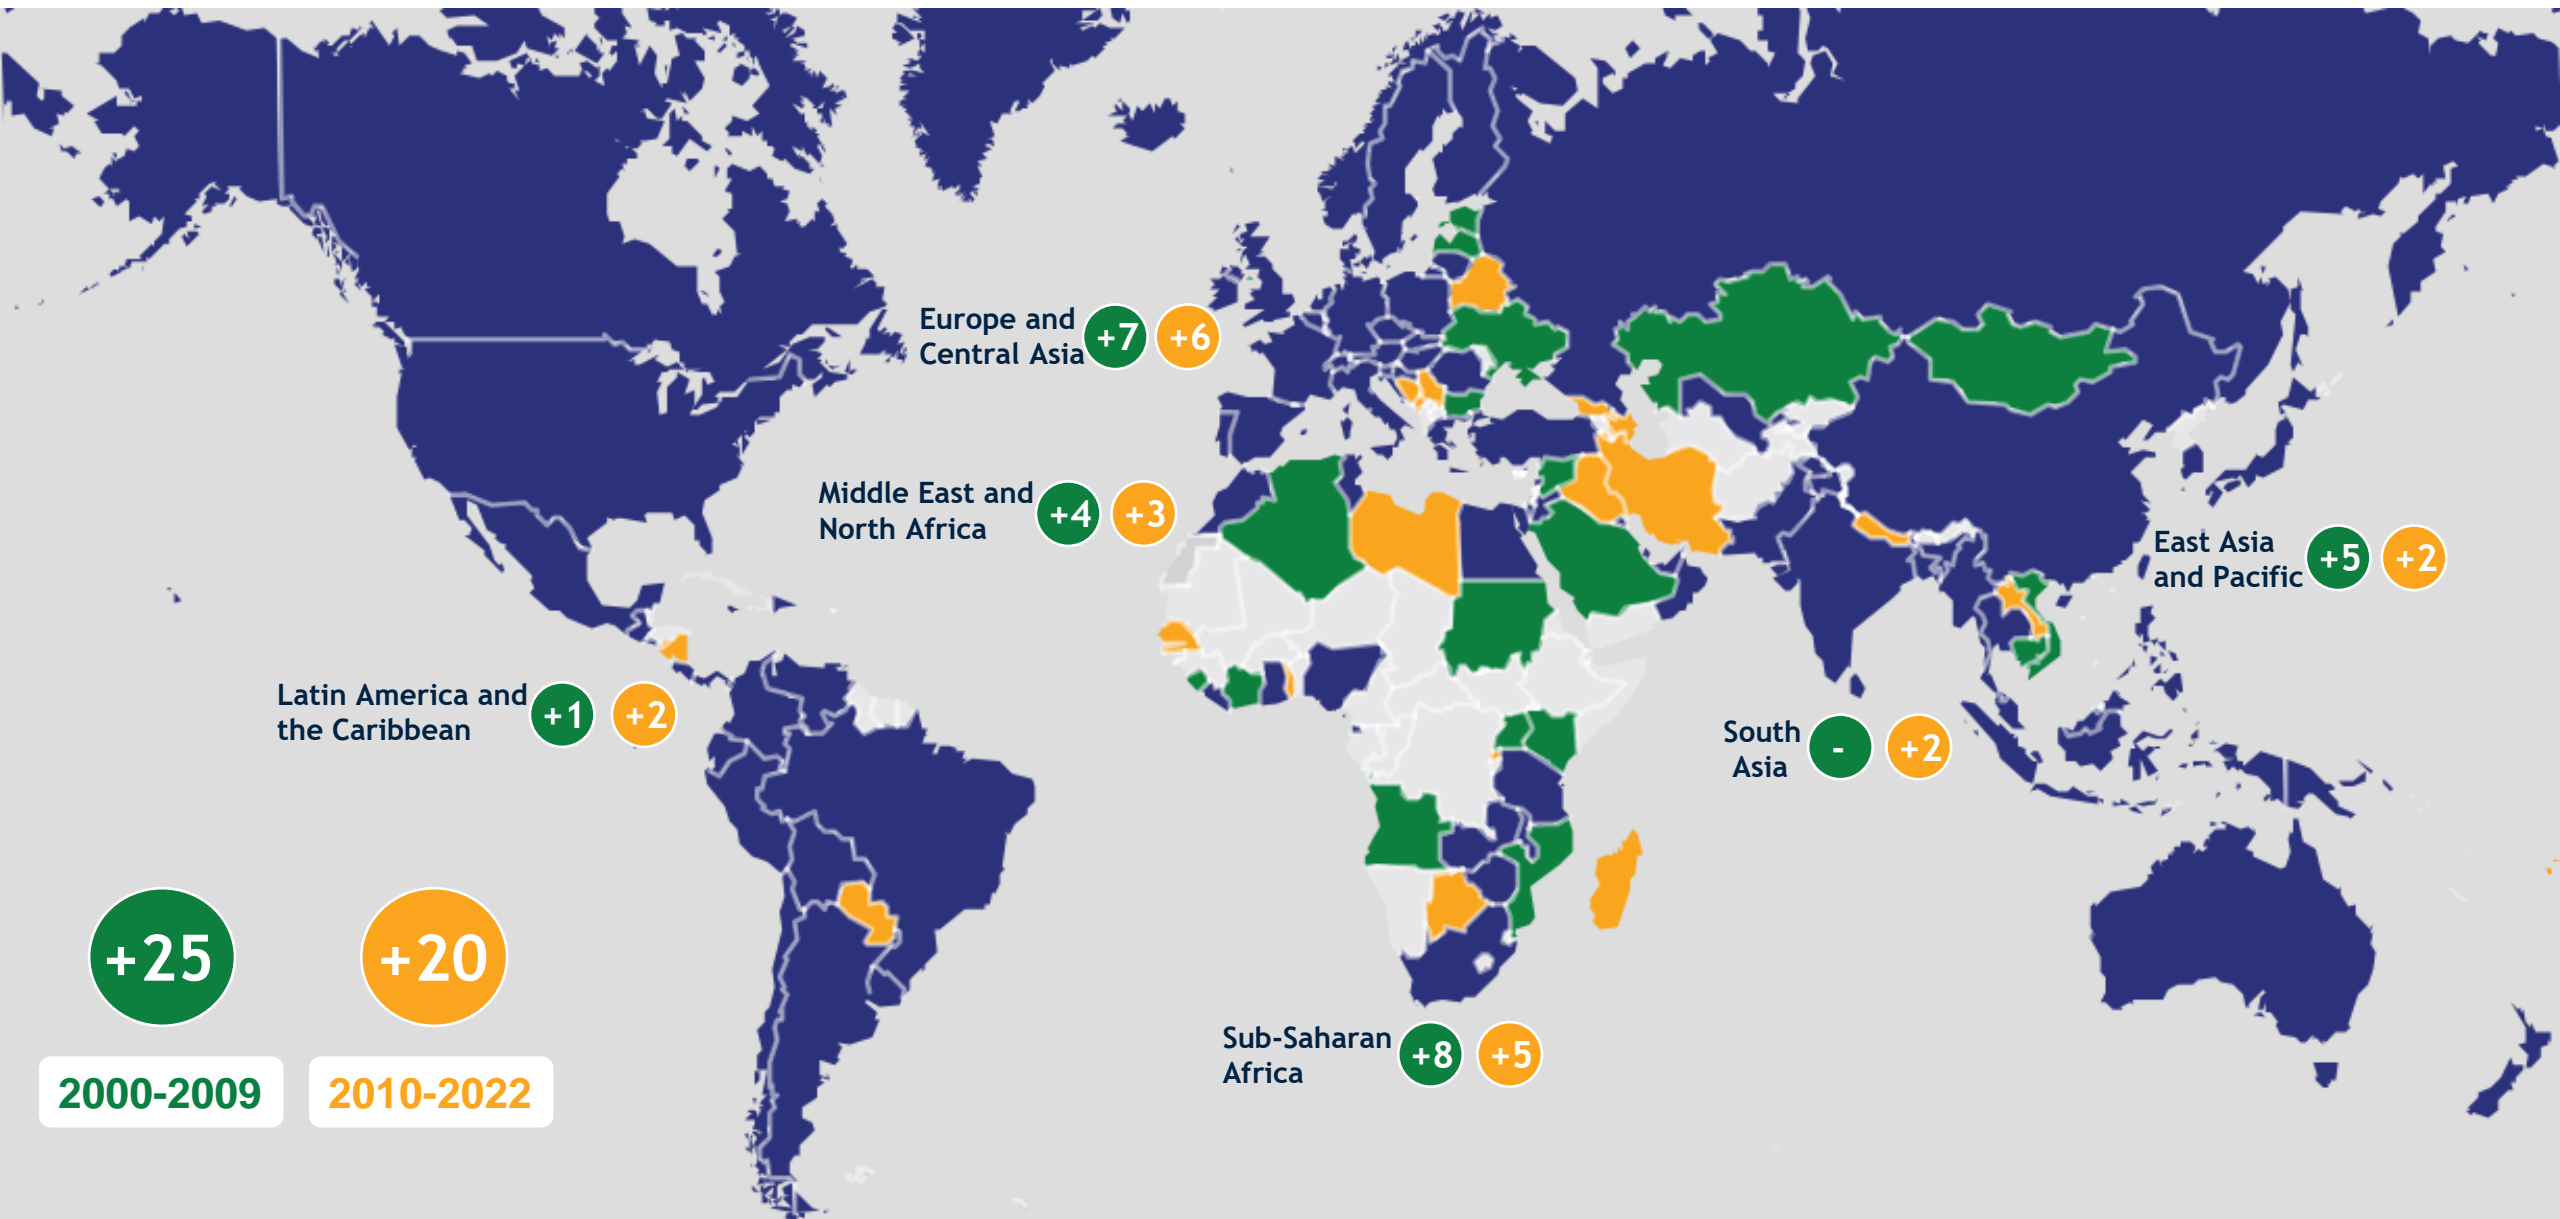 Europe and
Central Asia
+7
+6
Middle East and
North Africa
+4
+3
East Asia
and Pacific
+5
+2
Latin America and
the Caribbean
+1
+2
South
Asia
-
+2
+25
+20
Sub-Saharan
Africa
+8
+5
2000-2009
2010-2022